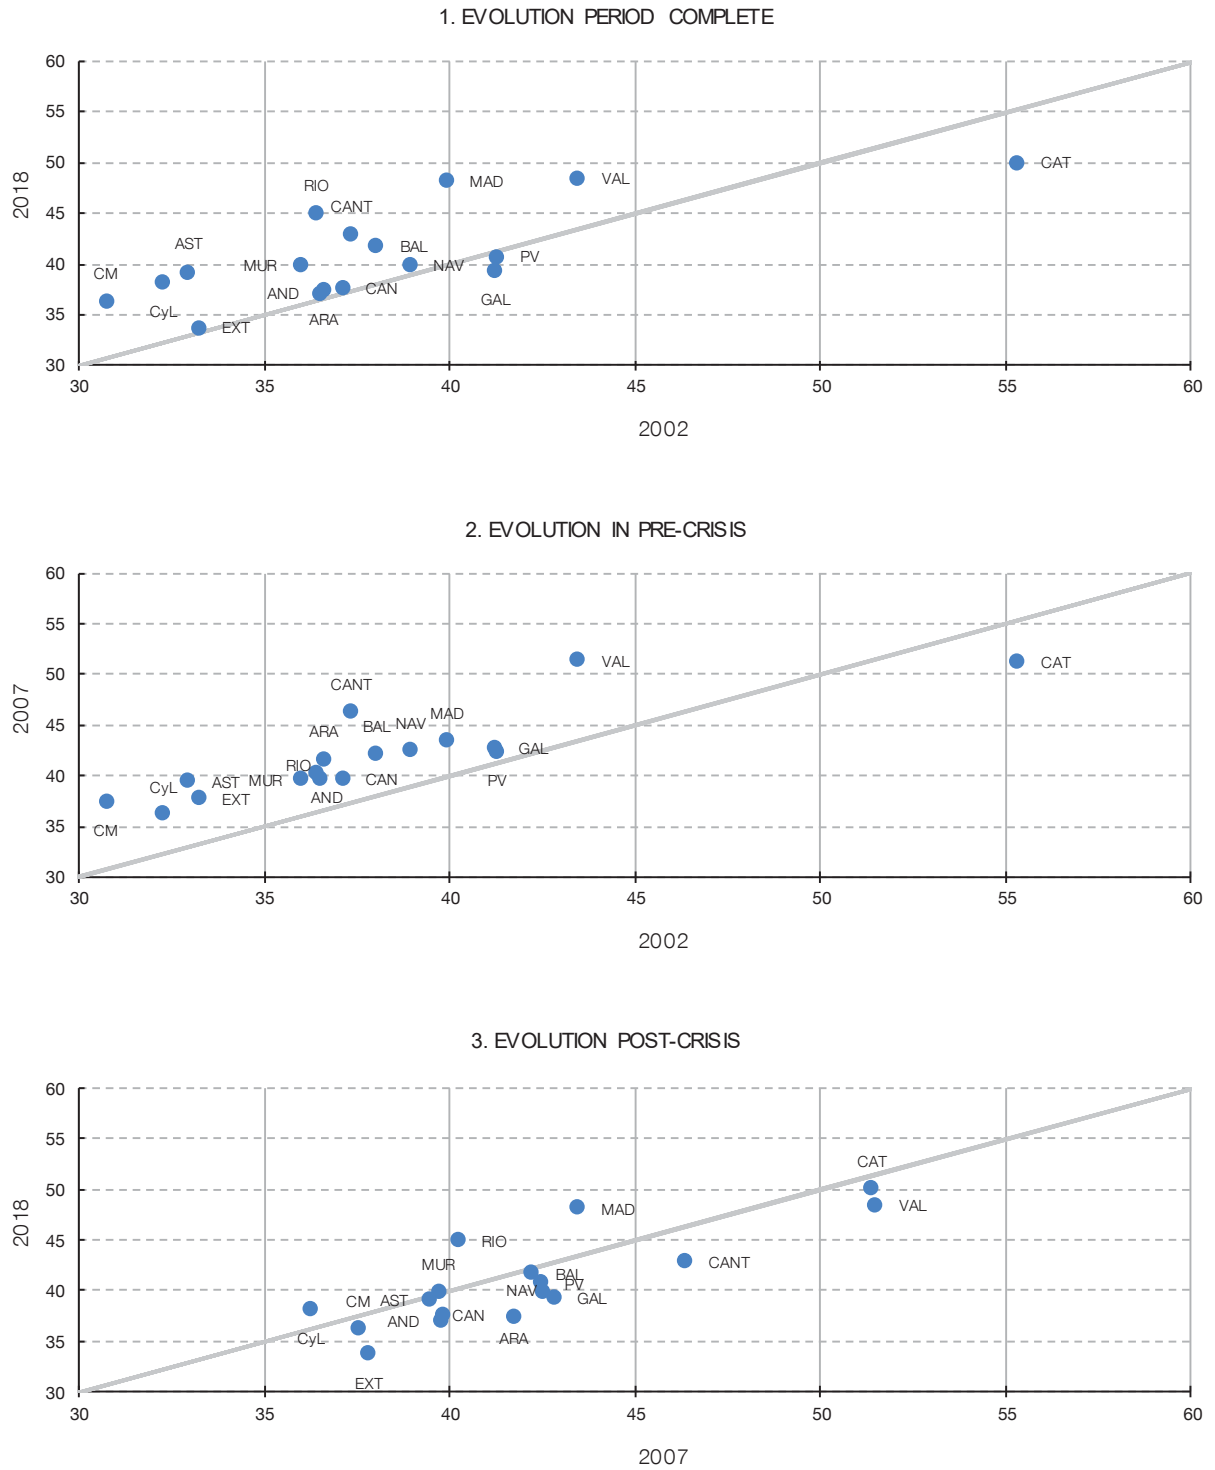 1. EVOLUTION PERIOD COMPLETE
60
55
50
45
40
35
30
2018
CAT
MAD
VAL
RIO
CANT
AST
BAL
PV
CM
MUR
NAV
AND
CAN
GAL
CyL
ARA
EXT
30 35 40 45 50 55 60
2002
2. EVOLUTION IN PRE-CRISIS
60
55
50
45
40
35
30
2007
VAL
CAT
CANT
MAD
NAV
BAL
ARA
GAL
RIO
PV
CyL
AST
MUR
CAN
EXT
AND
CM
30 35 40 45 50 55 60
2002
3. EVOLUTION POST-CRISIS
60
55
50
45
40
35
30
2018
CAT
VAL
MAD
RIO
CANT
MUR
BAL
PV
NAV
GAL
CM
AST
CAN
AND
CyL
ARA
EXT
30 35 40 45 50 55 60
2007